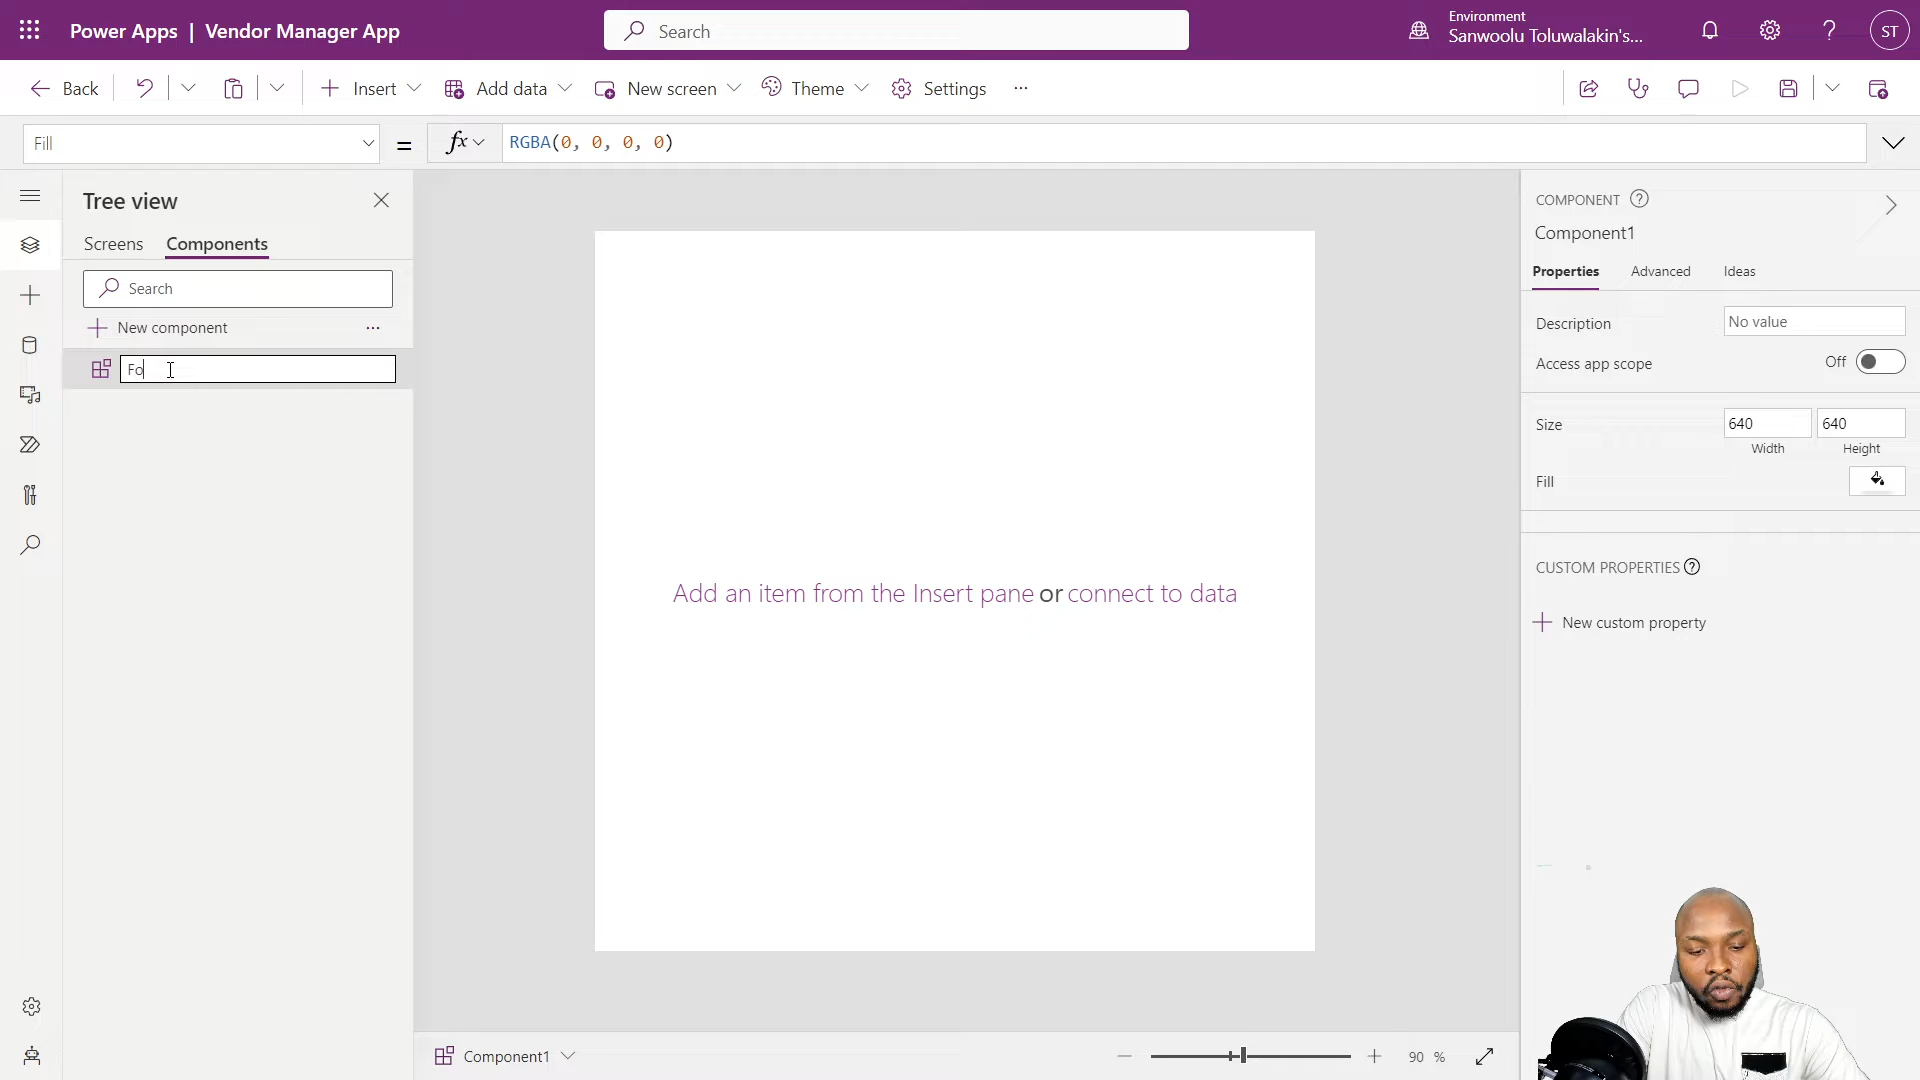 Power Apps | Vendor Manager App
Search
Environment
Sanwoolu Toluwalakin's...
ST
Back
Insert
Add data
New screen
Theme
Settings
Fill
=
fx
RGBA(0, 0, 0, 0)
Tree view
Screens
Components
Search
New component
Fo
Add an item from the Insert pane or connect to data
COMPONENT
Component1
Properties
Advanced
Ideas
Description
No value
Access app scope
Off
Size
640
640
Width
Height
Fill
CUSTOM PROPERTIES
New custom property
Component1
90 %